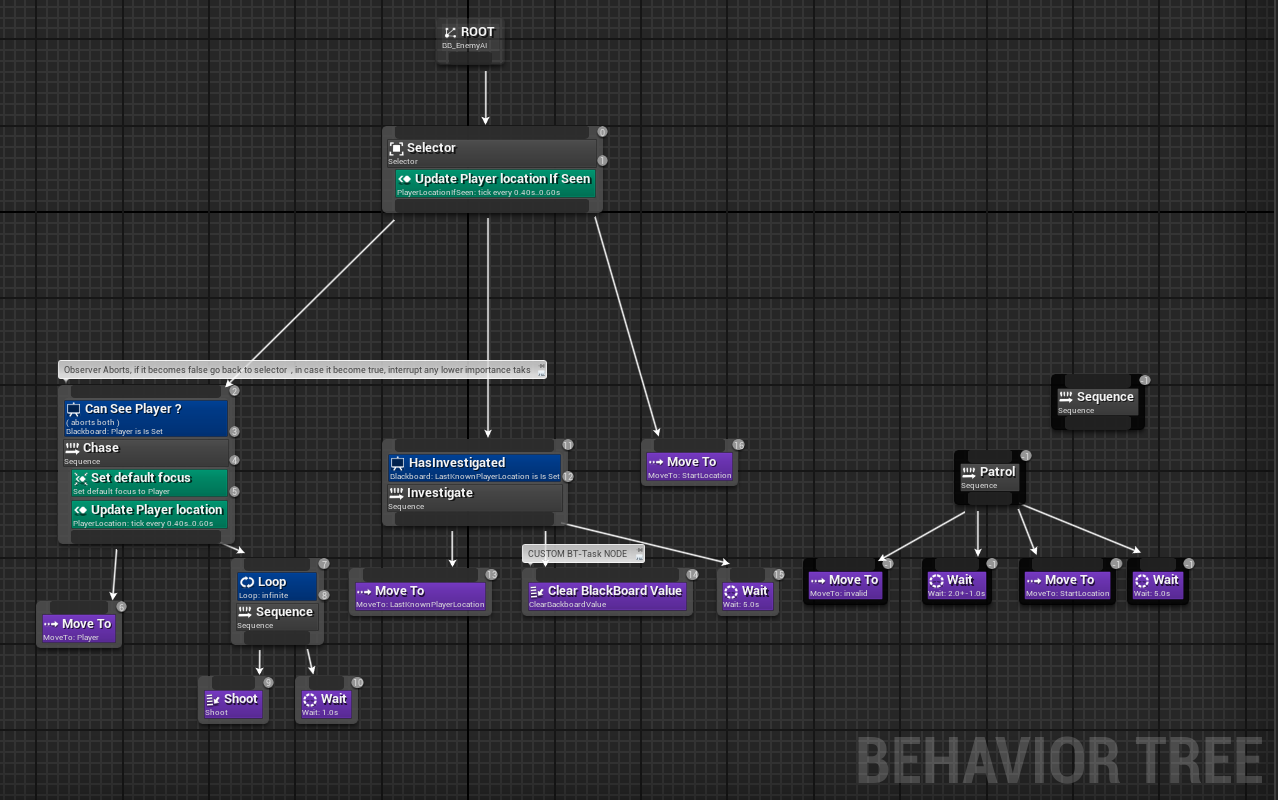 ROOT
BB_EnemyAI
0
Selector
Selector
1
Update Player location If Seen
PlayerLocationIfSeen: tick every 0.40s..0.60s
Observer Aborts, if it becomes false go back to selector , in case it become true, interrupt any lower importance taks
2
Can See Player ?
( aborts both )
Blackboard: Player is Is Set
3
Chase
Sequence
4
Set default focus
Set default focus to Player
5
Update Player location
PlayerLocation: tick every 0.40s..0.60s
6
Move To
MoveTo: Player
7
Loop
Loop: infinite
8
Sequence
Sequence
9
Shoot
Shoot
10
Wait
Wait: 1.0s
11
HasInvestigated
Blackboard: LastKnownPlayerLocation is Is Set
12
Investigate
Sequence
13
Move To
MoveTo: LastKnownPlayerLocation
CUSTOM BT-Task NODE
14
Clear BlackBoard Value
ClearBackboardValue
15
Wait
Wait: 5.0s
16
Move To
MoveTo: StartLocation
-1
Sequence
Sequence
-1
Patrol
Sequence
-1
Move To
MoveTo: invalid
-1
Wait
Wait: 2.0+-1.0s
-1
Move To
MoveTo: StartLocation
-1
Wait
Wait: 5.0s
BEHAVIOR TREE